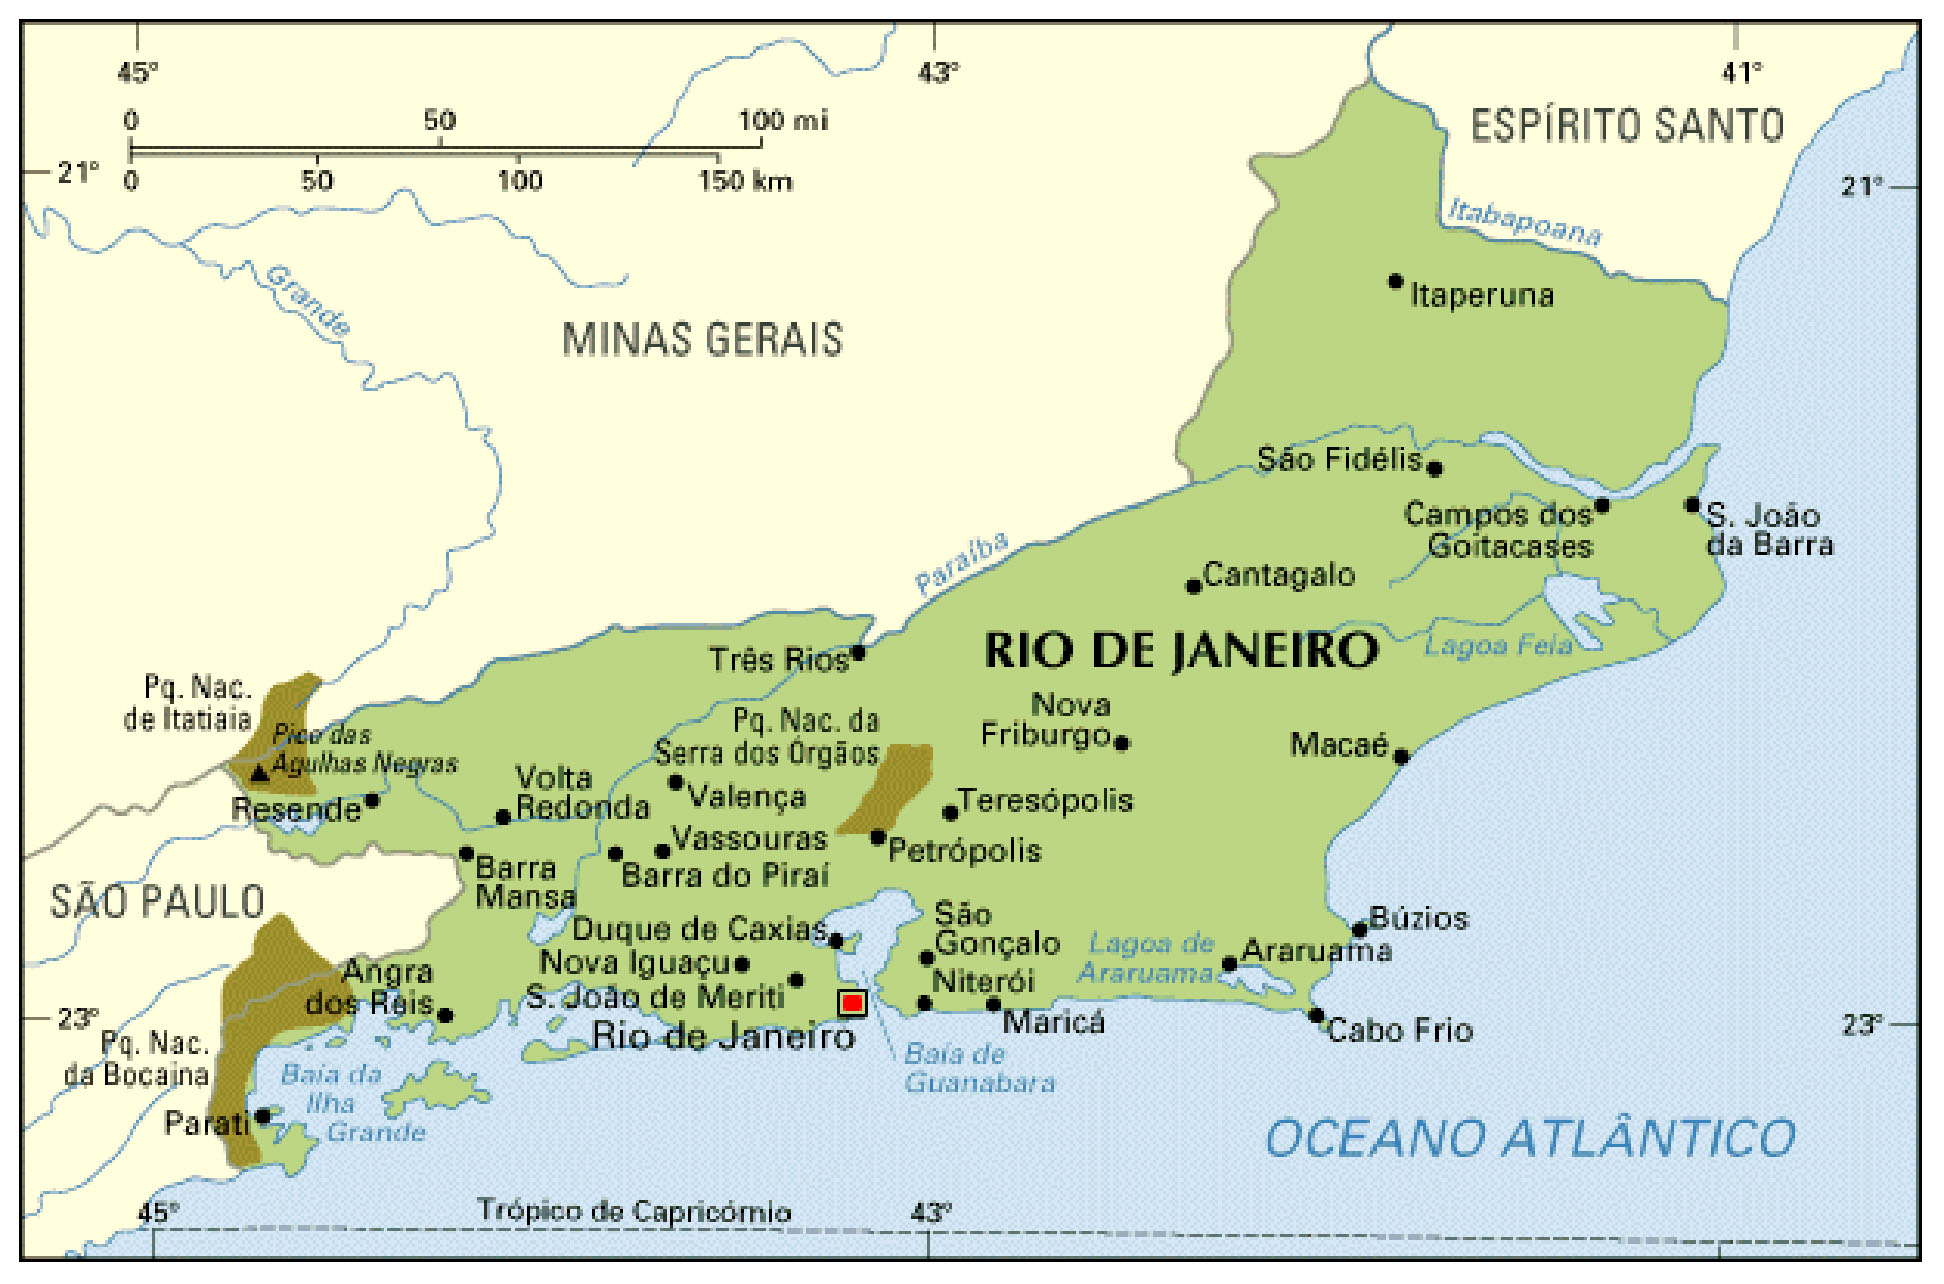 45°
43°
41°
0 50 100 mi
0 50 100 150 km
21°
21°
ESPÍRITO SANTO
Itabapoana
Grande
Itaperuna
MINAS GERAIS
São Fidélis
Campos dos
Goitacases
S. João
da Barra
Paraíba
Cantagalo
RIO DE JANEIRO
Lagoa Feia
Três Rios
Pq. Nac.
de Itatiaia
Pico das
Agulhas Negras
Nova
Friburgo
Pq. Nac. da
Serra dos Órgãos
Macaé
Volta
Redonda
Valença
Resende
Teresópolis
Vassouras
Petrópolis
Barra
Mansa
Barra do Piraí
SÃO PAULO
Duque de Caxias
São
Gonçalo
Búzios
Lagoa de
Araruama
Araruama
Nova Iguaçu
Angra
dos Reis
S. João de Meriti
Niterói
Maricá
Cabo Frio
23°
23°
Rio de Janeiro
Pq. Nac.
da Bocaina
Baía da
Ilha
Grande
Baía de
Guanabara
Parati
OCEANO ATLÂNTICO
45°
Trópico de Capricórnio
43°